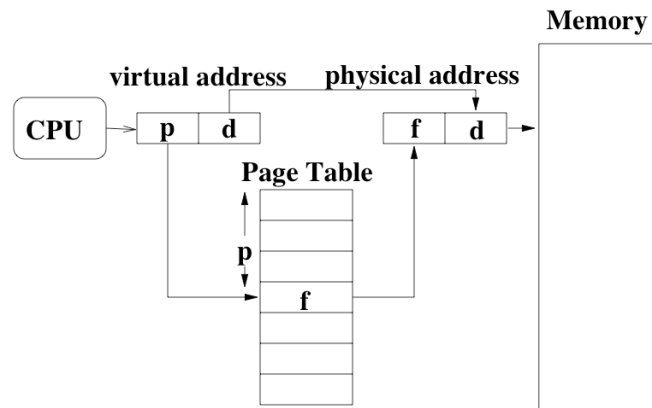 Memory
virtual address
physical address
CPU
p d
f d
Page Table
p
f